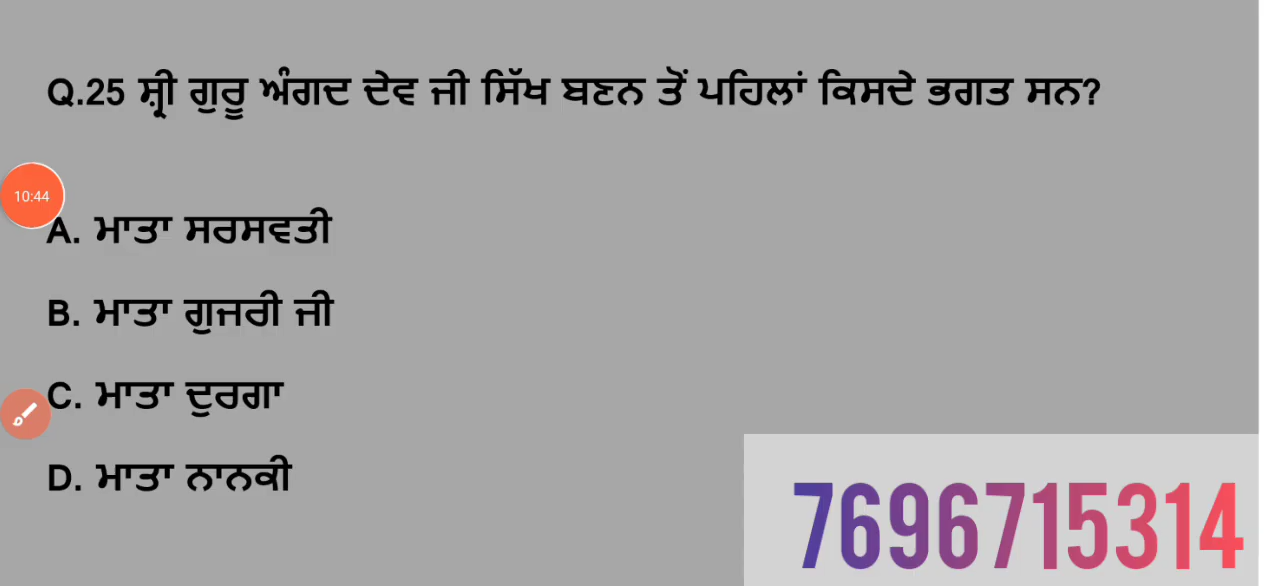 Q.25 ਸ਼੍ਰੀ ਗੁਰੂ ਅੰਗਦ ਦੇਵ ਜੀ ਸਿੱਖ ਬਣਨ ਤੋਂ ਪਹਿਲਾਂ ਕਿਸਦੇ ਭਗਤ ਸਨ?
10:44
A. ਮਾਤਾ ਸਰਸਵਤੀ
B. ਮਾਤਾ ਗੁਜਰੀ ਜੀ
C. ਮਾਤਾ ਦੁਰਗਾ
D. ਮਾਤਾ ਨਾਨਕੀ
7696715314